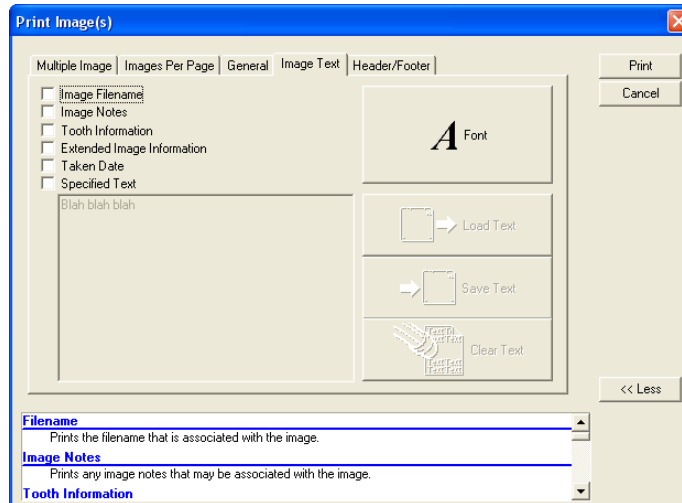 Print Image(s)
Multiple Image Images Per Page General Image Text Header/Footer
Print
Cancel
Image Filename
Image Notes
Tooth Information
Extended Image Information
Taken Date
Specified Text
Blah blah blah
A Font
Load Text
Save Text
Clear Text
<< Less
Filename
Prints the filename that is associated with the image.
Image Notes
Prints any image notes that may be associated with the image.
Tooth Information